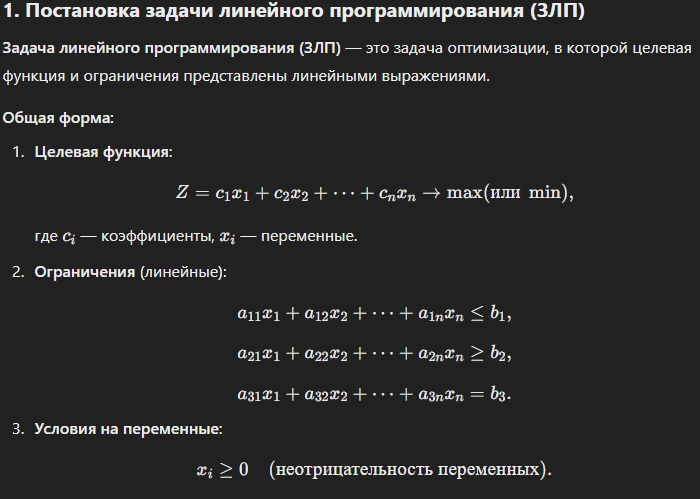 1. Постановка задачи линейного программирования (ЗЛП)
Задача линейного программирования (ЗЛП) — это задача оптимизации, в которой целевая
функция и ограничения представлены линейными выражениями.
Общая форма:
1. Целевая функция:
Z = c₁x₁ + c₂x₂ + ⋯ + cₙxₙ → max(или min),
где cᵢ — коэффициенты, xᵢ — переменные.
2. Ограничения (линейные):
a₁₁x₁ + a₁₂x₂ + ⋯ + a₁ₙxₙ ≤ b₁,
a₂₁x₁ + a₂₂x₂ + ⋯ + a₂ₙxₙ ≥ b₂,
a₃₁x₁ + a₃₂x₂ + ⋯ + a₃ₙxₙ = b₃.
3. Условия на переменные:
xᵢ ≥ 0 (неотрицательность переменных).